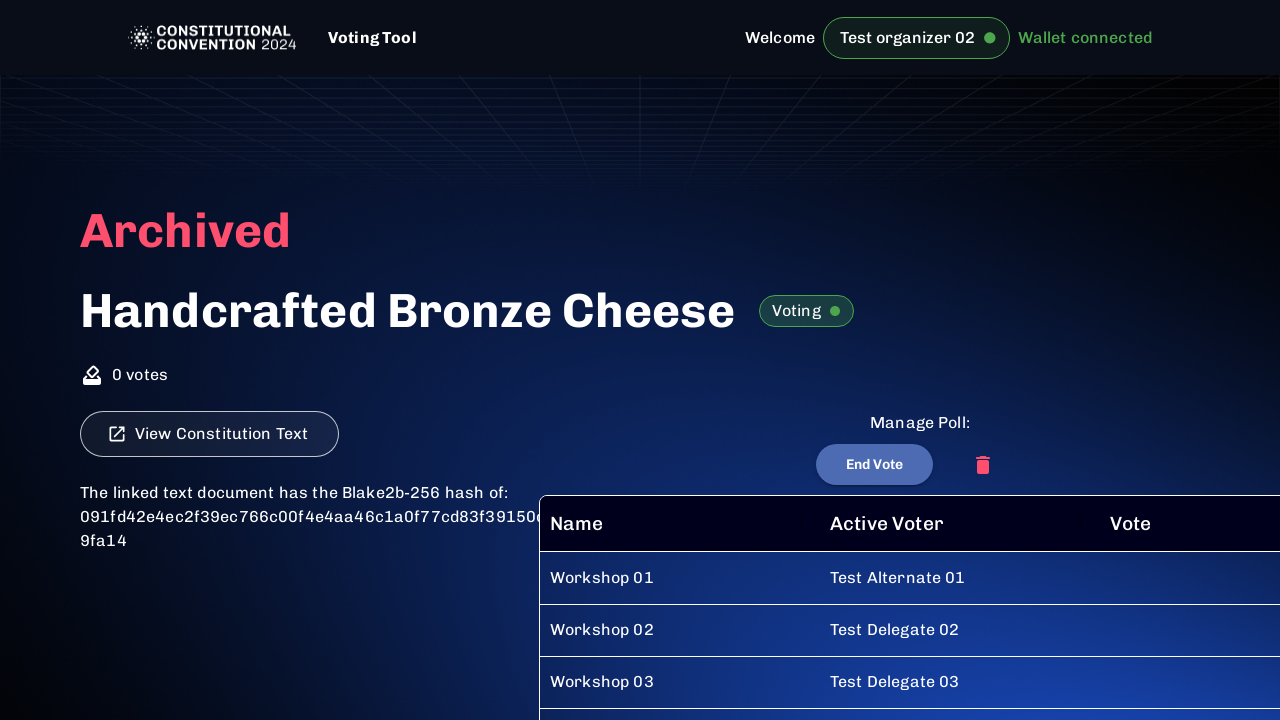 CONSTITUTIONAL
CONVENTION 2024
Voting Tool
Welcome
Test organizer 02
Wallet connected
Archived
Handcrafted Bronze Cheese
Voting
0 votes
View Constitution Text
Manage Poll:
End Vote
The linked text document has the Blake2b-256 hash of:
091fd42e4ec2f39ec766c00f4e4aa46c1a0f77cd83f39150
9fa14
Name Active Voter Vote
Workshop 01 Test Alternate 01
Workshop 02 Test Delegate 02
Workshop 03 Test Delegate 03